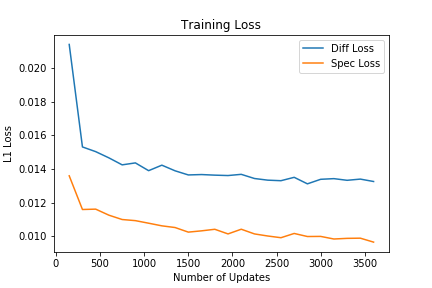 Training Loss
Diff Loss
Spec Loss
L1 Loss
0.020
0.018
0.016
0.014
0.012
0.010
0 500 1000 1500 2000 2500 3000 3500
Number of Updates